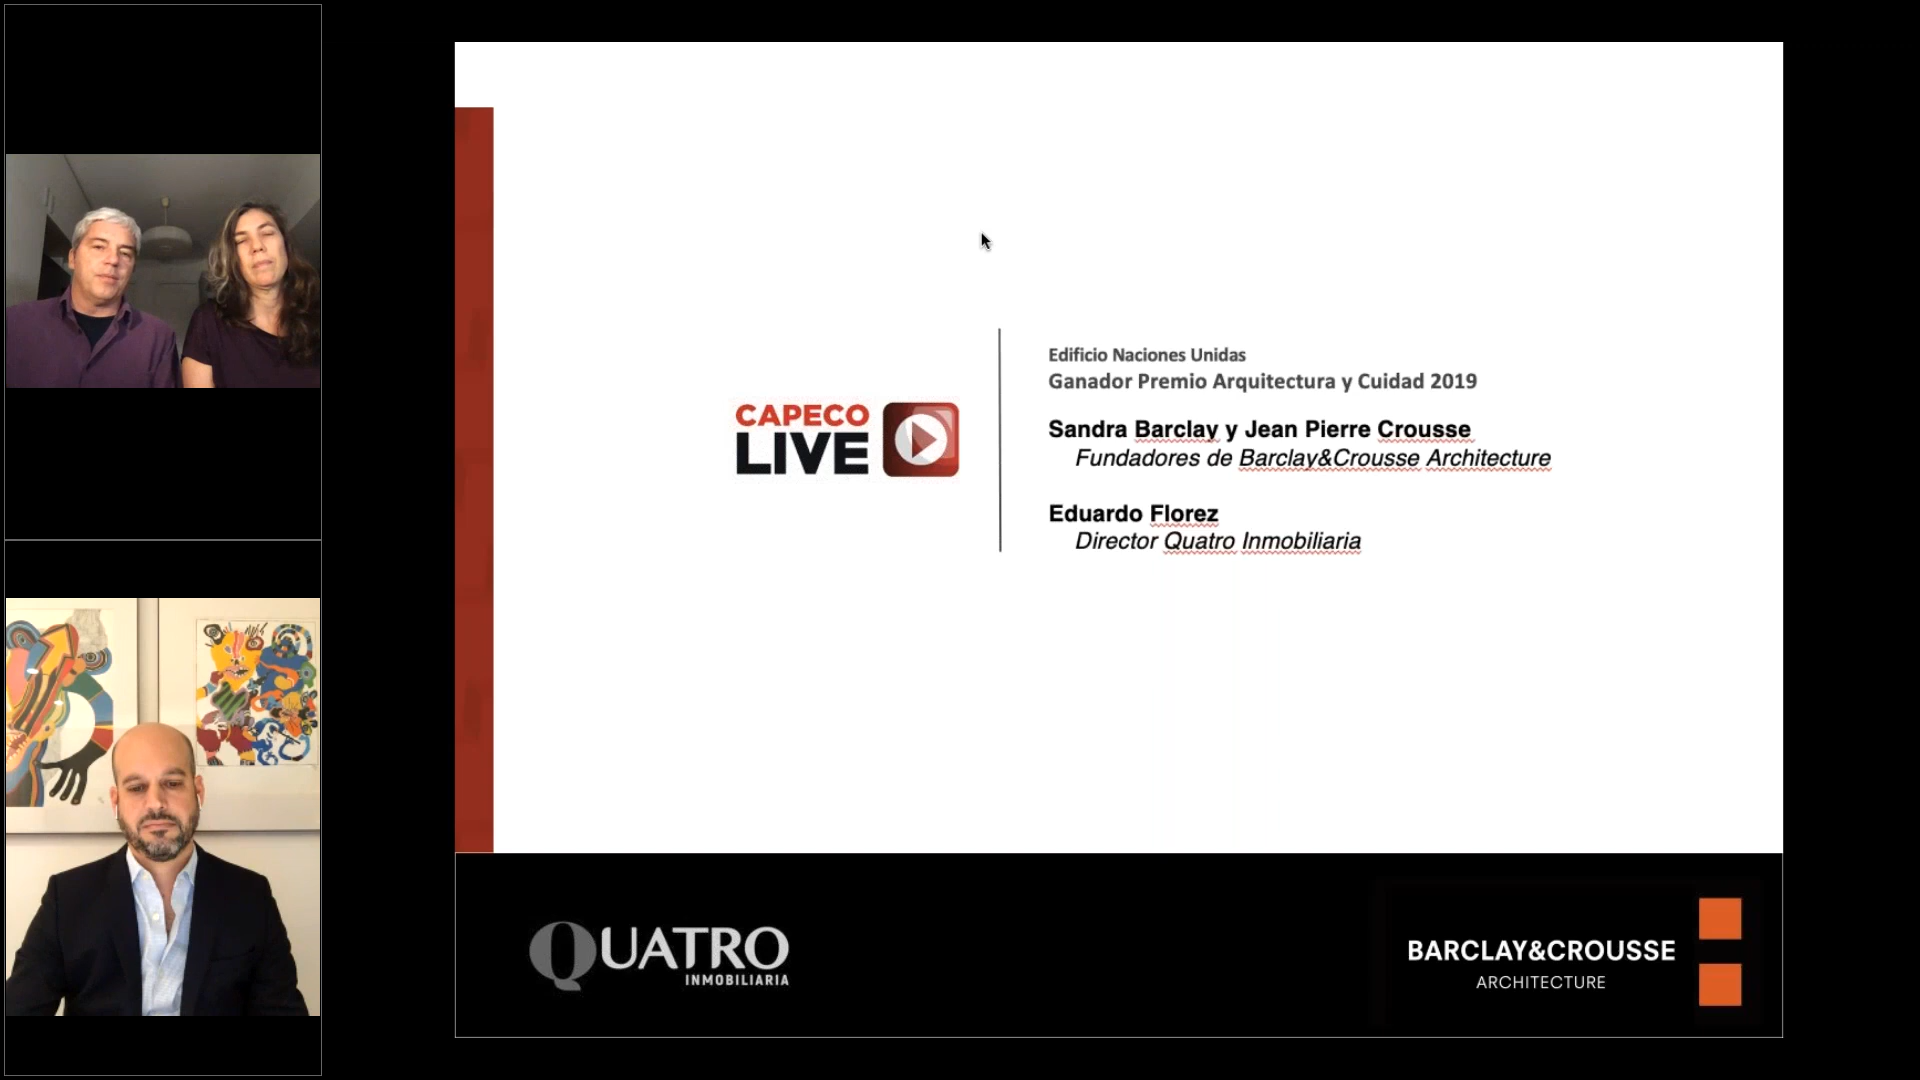 Edificio Naciones Unidas
Ganador Premio Arquitectura y Cuidad 2019
CAPECO
LIVE
Sandra Barclay y Jean Pierre Crousse
Fundadores de Barclay&Crousse Architecture
Eduardo Florez
Director Quatro Inmobiliaria
QUATRO
INMOBILIARIA
BARCLAY&CROUSSE
ARCHITECTURE